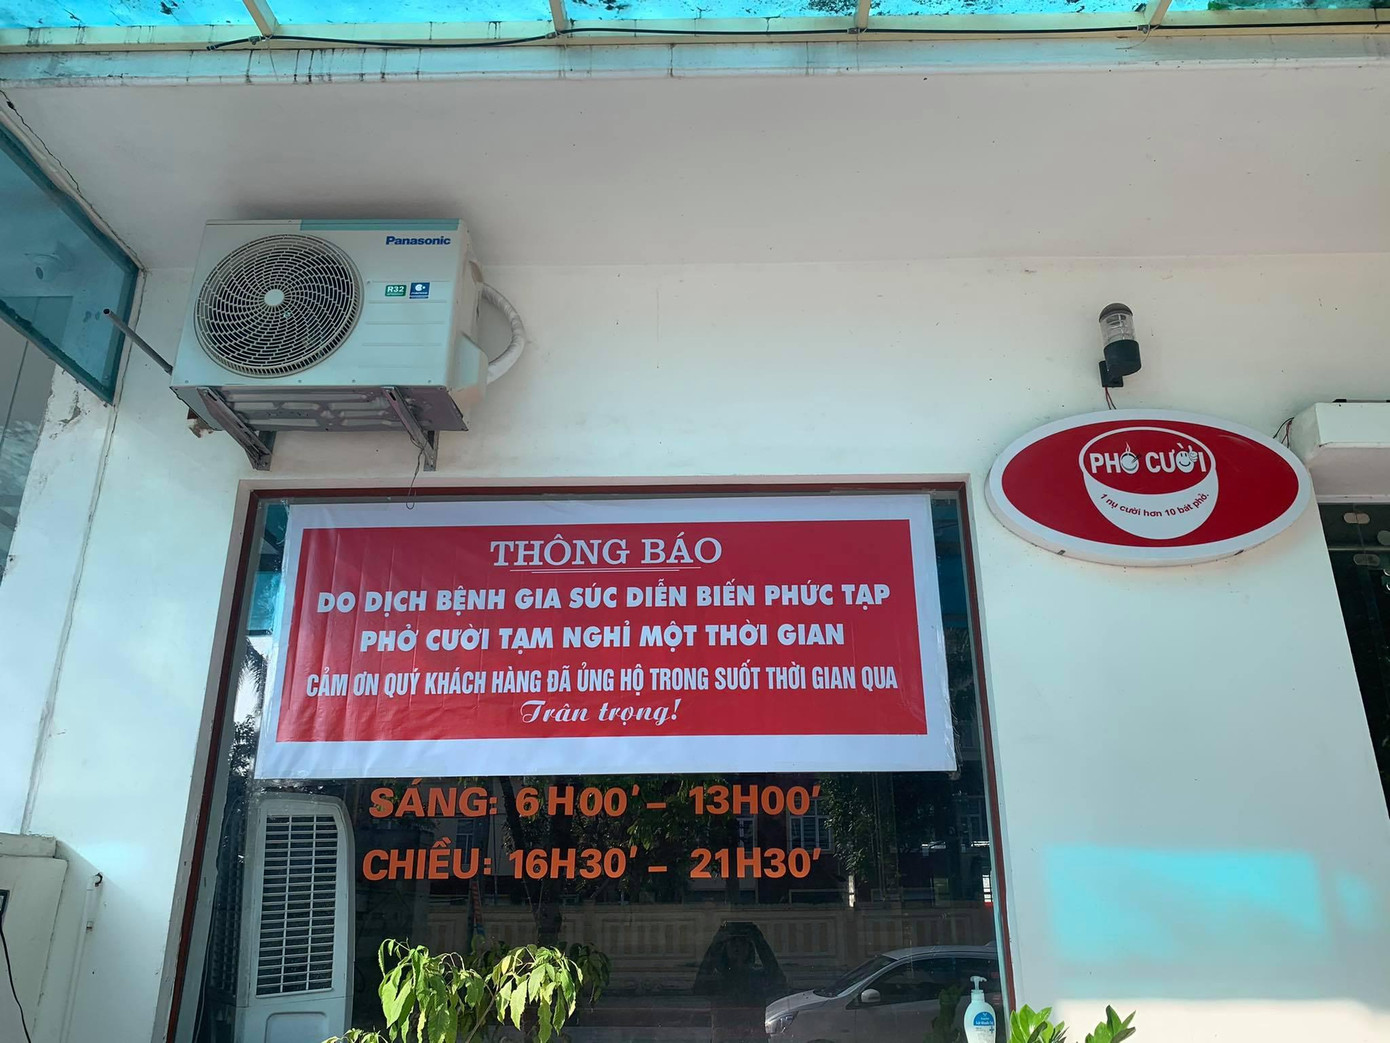 Panasonic
R32
PHỞ CƯỜI
1 nụ cười hơn 10 bát phở.
THÔNG BÁO
DO DỊCH BỆNH GIA SÚC DIỄN BIẾN PHỨC TẠP
PHỞ CƯỜI TẠM NGHỈ MỘT THỜI GIAN
CẢM ƠN QUÝ KHÁCH HÀNG ĐÃ ỦNG HỘ TRONG SUỐT THỜI GIAN QUA
Trân trọng!
SÁNG: 6H00' - 13H00'
CHIỀU: 16H30' - 21H30'